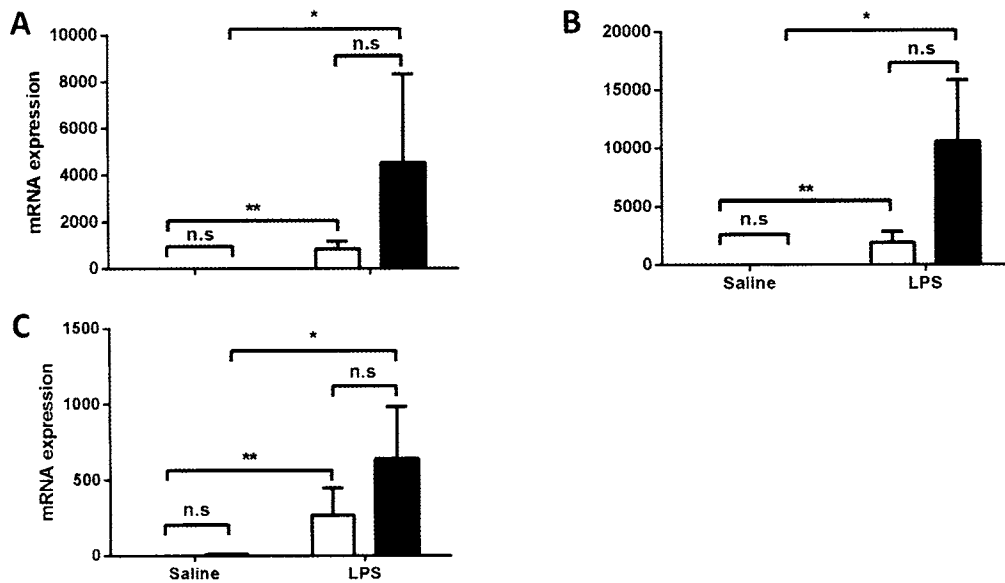 A
mRNA expression
10000
8000
6000
4000
2000
0
*
n.s
**
n.s
B
20000
15000
10000
5000
0
*
n.s
**
n.s
Saline LPS
C
mRNA expression
1500
1000
500
0
*
n.s
**
n.s
Saline LPS